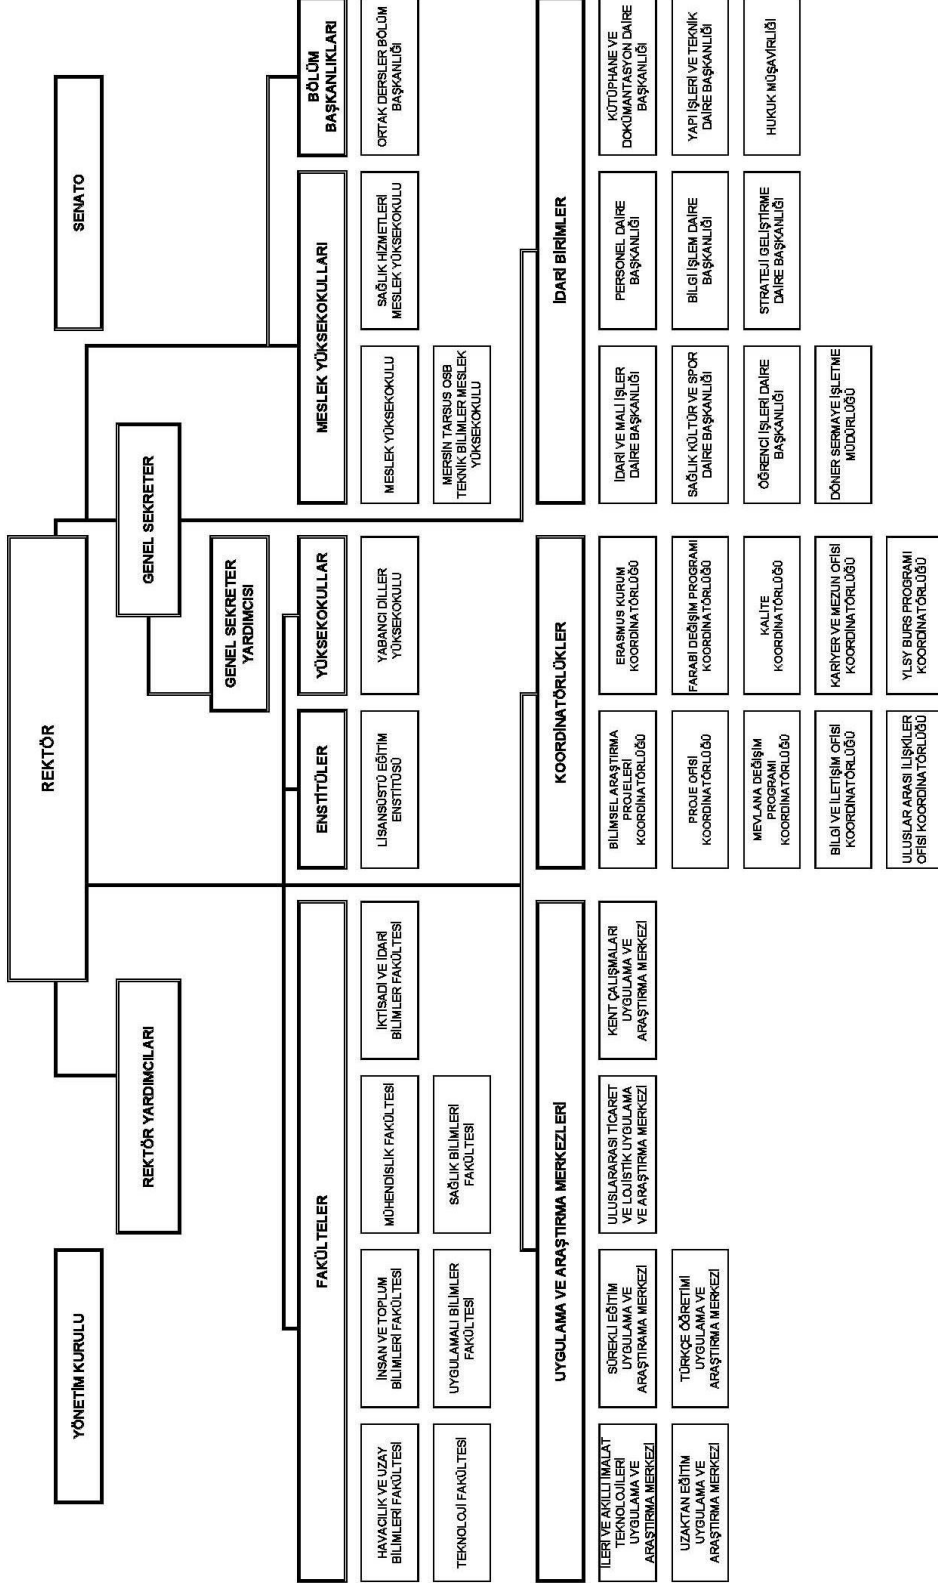 REKTÖR
YÖNETİM KURULU
SENATO
REKTÖR YARDIMCILARI
GENEL SEKRETER
GENEL SEKRETER
YARDIMCISI
FAKÜLTELER
HAVACILIK VE UZAY
BİLİMLERİ FAKÜLTESİ
İNSAN VE TOPLUM
BİLİMLERİ FAKÜLTESİ
MÜHENDİSLİK FAKÜLTESİ
İKTİSADİ VE İDARİ
BİLİMLER FAKÜLTESİ
TEKNOLOJİ FAKÜLTESİ
UYGULAMALI BİLİMLER
FAKÜLTESİ
SAĞLIK BİLİMLERİ
FAKÜLTESİ
ENSTİTÜLER
LİSANSÜSTÜ EĞİTİM
ENSTİTÜSÜ
YÜKSEKOKULLAR
YABANCI DİLLER
YÜKSEKOKULU
MESLEK YÜKSEKOKULLARI
MESLEK YÜKSEKOKULU
SAĞLIK HİZMETLERİ
MESLEK YÜKSEKOKULU
MERSİN TARSUS OSB
TEKNİK BİLİMLER MESLEK
YÜKSEKOKULU
BÖLÜM
BAŞKANLIKLARI
ORTAK DERSLER BÖLÜM
BAŞKANLIĞI
UYGULAMA VE ARAŞTIRMA MERKEZLERİ
İLERİ VE AKILLI İMALAT
TEKNOLOJİLERİ
UYGULAMA VE
ARAŞTIRMA MERKEZİ
SÜREKLİ EĞİTİM
UYGULAMA VE
ARAŞTIRAMA MERKEZİ
ULUSLARARASI TİCARET
VE LOJİSTİK UYGULAMA
VE ARAŞTIRMA MERKEZİ
KENT ÇALIŞMALARI
UYGULAMA VE
ARAŞTIRMA MERKEZİ
UZAKTAN EĞİTİM
UYGULAMA VE
ARAŞTIRMA MERKEZİ
TÜRKÇE ÖĞRETİMİ
UYGULAMA VE
ARAŞTIRMA MERKEZİ
KOORDİNATÖRLÜKLER
BİLİMSEL ARAŞTIRMA
PROJELERİ
KOORDİNATÖRLÜĞÜ
ERASMUS KURUM
KOORDİNATÖRLÜĞÜ
PROJE OFİSİ
KOORDİNATÖRLÜĞÜ
FARABİ DEĞİŞİM PROGRAMI
KOORDİNATÖRLÜĞÜ
MEVLANA DEĞİŞİM
PROGRAMI
KOORDİNATÖRLÜĞÜ
KALİTE
KOORDİNATÖRLÜĞÜ
BİLGİ VE İLETİŞİM OFİSİ
KOORDİNATÖRLÜĞÜ
KARİYER VE MEZUN OFİSİ
KOORDİNATÖRLÜĞÜ
ULUSLAR ARASI İLİŞKİLER
OFİSİ KOORDİNATÖRLÜĞÜ
YLSY BURS PROGRAMI
KOORDİNATÖRLÜĞÜ
İDARİ BİRİMLER
İDARİ VE MALİ İŞLER
DAİRE BAŞKANLIĞI
PERSONEL DAİRE
BAŞKANLIĞI
KÜTÜPHANE VE
DOKÜMANTASYON DAİRE
BAŞKANLIĞI
SAĞLIK KÜLTÜR VE SPOR
DAİRE BAŞKANLIĞI
BİLGİ İŞLEM DAİRE
BAŞKANLIĞI
YAPI İŞLERİ VE TEKNİK
DAİRE BAŞKANLIĞI
ÖĞRENCİ İŞLERİ DAİRE
BAŞKANLIĞI
STRATEJİ GELİŞTİRME
DAİRE BAŞKANLIĞI
HUKUK MÜŞAVİRLİĞİ
DÖNER SERMAYE İŞLETME
MÜDÜRLÜĞÜ